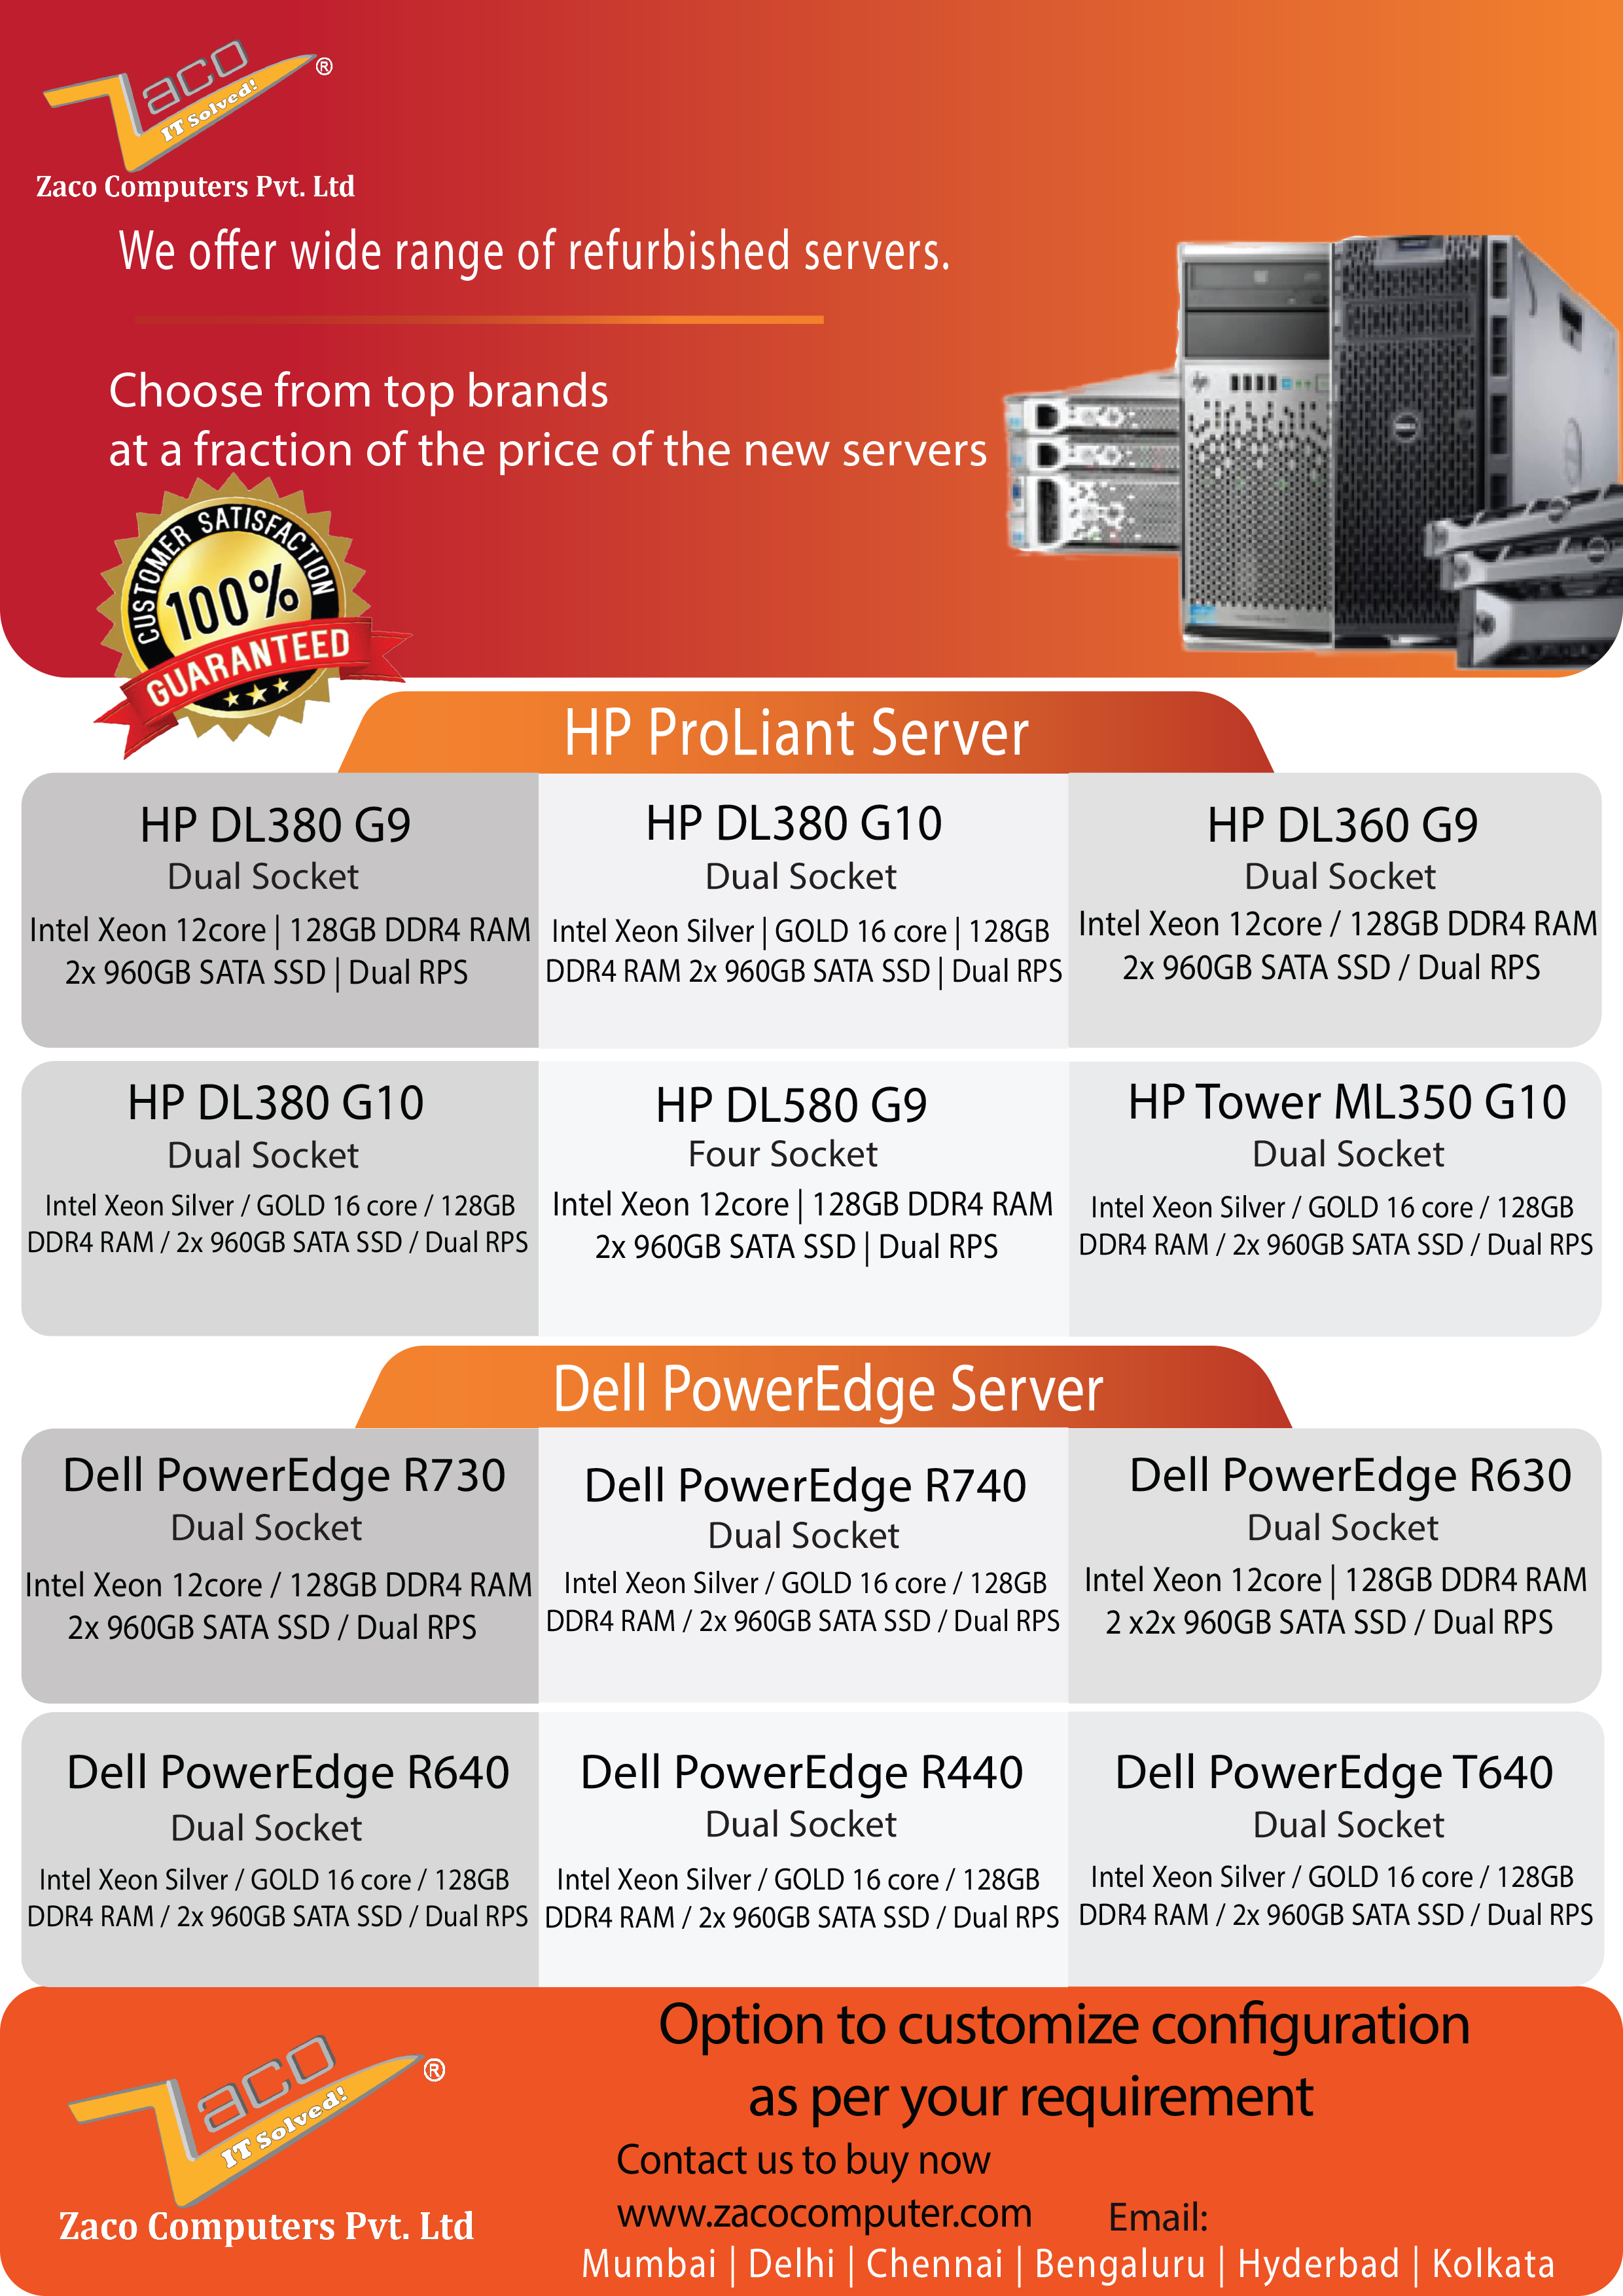 Zaco ®
IT Solved!
Zaco Computers Pvt. Ltd
We offer wide range of refurbished servers.
Choose from top brands
at a fraction of the price of the new servers
CUSTOMER SATISFACTION
100%
GUARANTEED
hp
HP ProLiant Server
HP DL380 G9
Dual Socket
Intel Xeon 12core | 128GB DDR4 RAM
2x 960GB SATA SSD | Dual RPS
HP DL380 G10
Dual Socket
Intel Xeon Silver | GOLD 16 core | 128GB
DDR4 RAM 2x 960GB SATA SSD | Dual RPS
HP DL360 G9
Dual Socket
Intel Xeon 12core / 128GB DDR4 RAM
2x 960GB SATA SSD / Dual RPS
HP DL380 G10
Dual Socket
Intel Xeon Silver / GOLD 16 core / 128GB
DDR4 RAM / 2x 960GB SATA SSD / Dual RPS
HP DL580 G9
Four Socket
Intel Xeon 12core | 128GB DDR4 RAM
2x 960GB SATA SSD | Dual RPS
HP Tower ML350 G10
Dual Socket
Intel Xeon Silver / GOLD 16 core / 128GB
DDR4 RAM / 2x 960GB SATA SSD / Dual RPS
Dell PowerEdge Server
Dell PowerEdge R730
Dual Socket
Intel Xeon 12core / 128GB DDR4 RAM
2x 960GB SATA SSD / Dual RPS
Dell PowerEdge R740
Dual Socket
Intel Xeon Silver / GOLD 16 core / 128GB
DDR4 RAM / 2x 960GB SATA SSD / Dual RPS
Dell PowerEdge R630
Dual Socket
Intel Xeon 12core | 128GB DDR4 RAM
2 x2x 960GB SATA SSD / Dual RPS
Dell PowerEdge R640
Dual Socket
Intel Xeon Silver / GOLD 16 core / 128GB
DDR4 RAM / 2x 960GB SATA SSD / Dual RPS
Dell PowerEdge R440
Dual Socket
Intel Xeon Silver / GOLD 16 core / 128GB
DDR4 RAM / 2x 960GB SATA SSD / Dual RPS
Dell PowerEdge T640
Dual Socket
Intel Xeon Silver / GOLD 16 core / 128GB
DDR4 RAM / 2x 960GB SATA SSD / Dual RPS
Zaco ®
IT Solved!
Zaco Computers Pvt. Ltd
Option to customize configuration
as per your requirement
Contact us to buy now
www.zacocomputer.com Email:
Mumbai | Delhi | Chennai | Bengaluru | Hyderbad | Kolkata